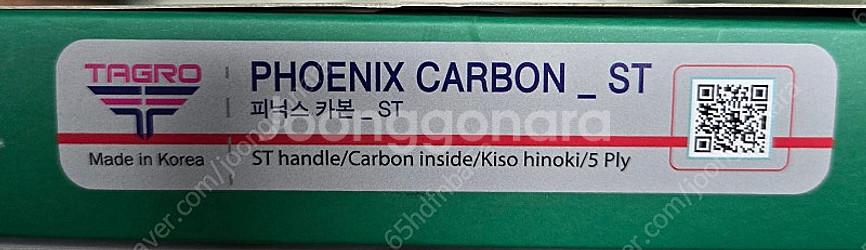 TAGRO
Made in Korea
PHOENIX CARBON _ ST
피닉스 카본 _ ST
Joonggonara
ST handle/Carbon inside/Kiso hinoki/5 Ply